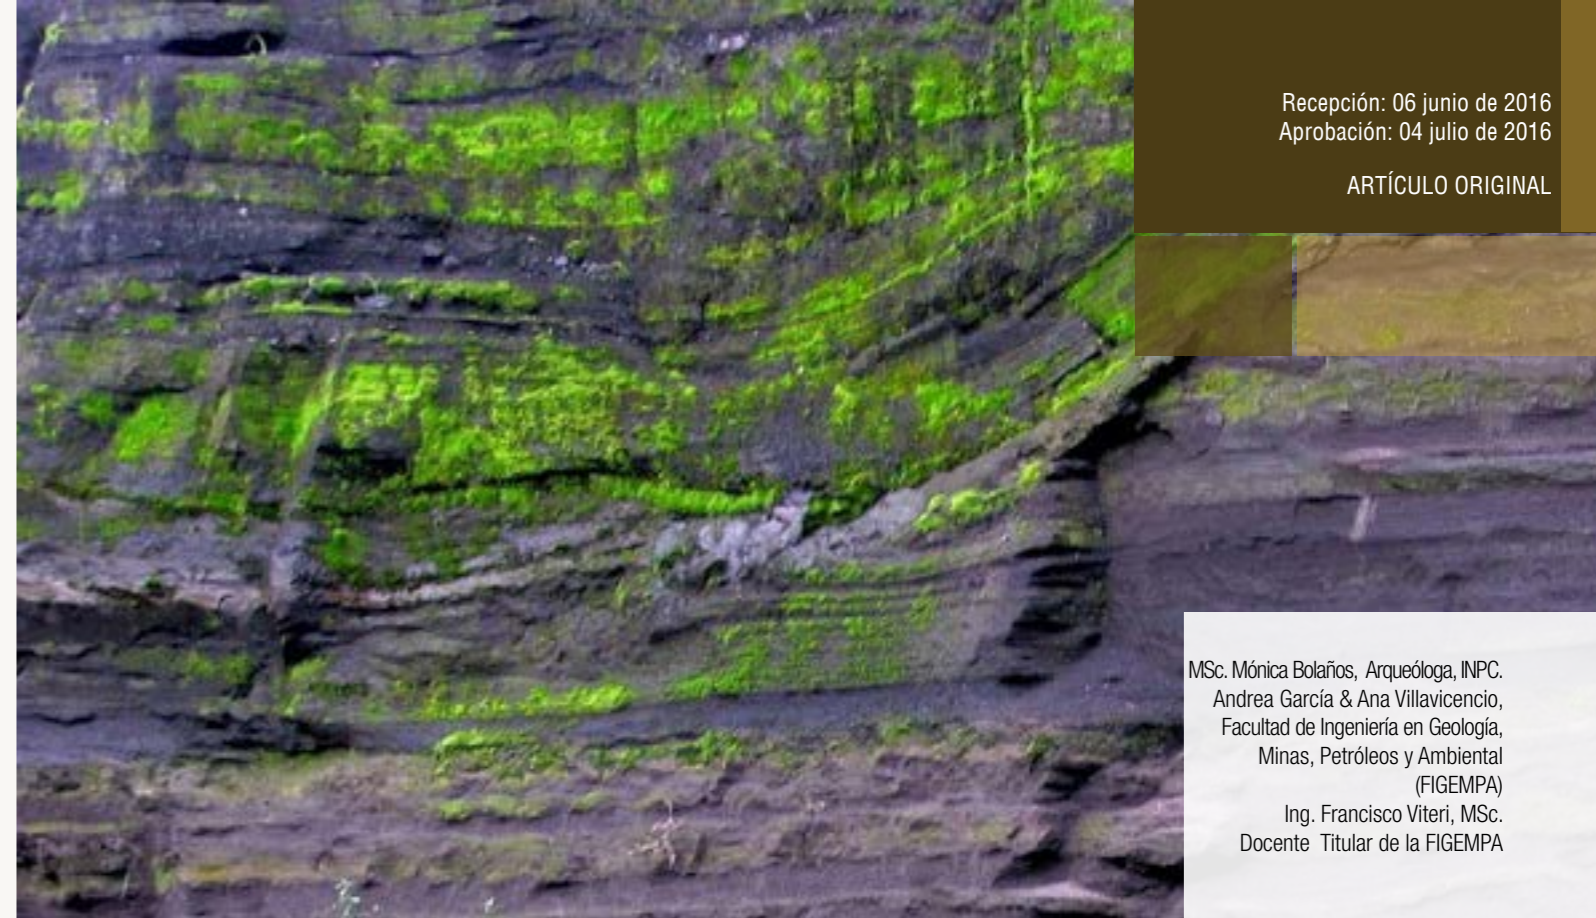 Recepción: 06 junio de 2016
Aprobación: 04 julio de 2016
ARTÍCULO ORIGINAL
MSc. Mónica Bolaños, Arqueóloga, INPC.
Andrea García & Ana Villavicencio,
Facultad de Ingeniería en Geología,
Minas, Petróleos y Ambiental
(FIGEMPA)
Ing. Francisco Viteri, MSc.
Docente Titular de la FIGEMPA